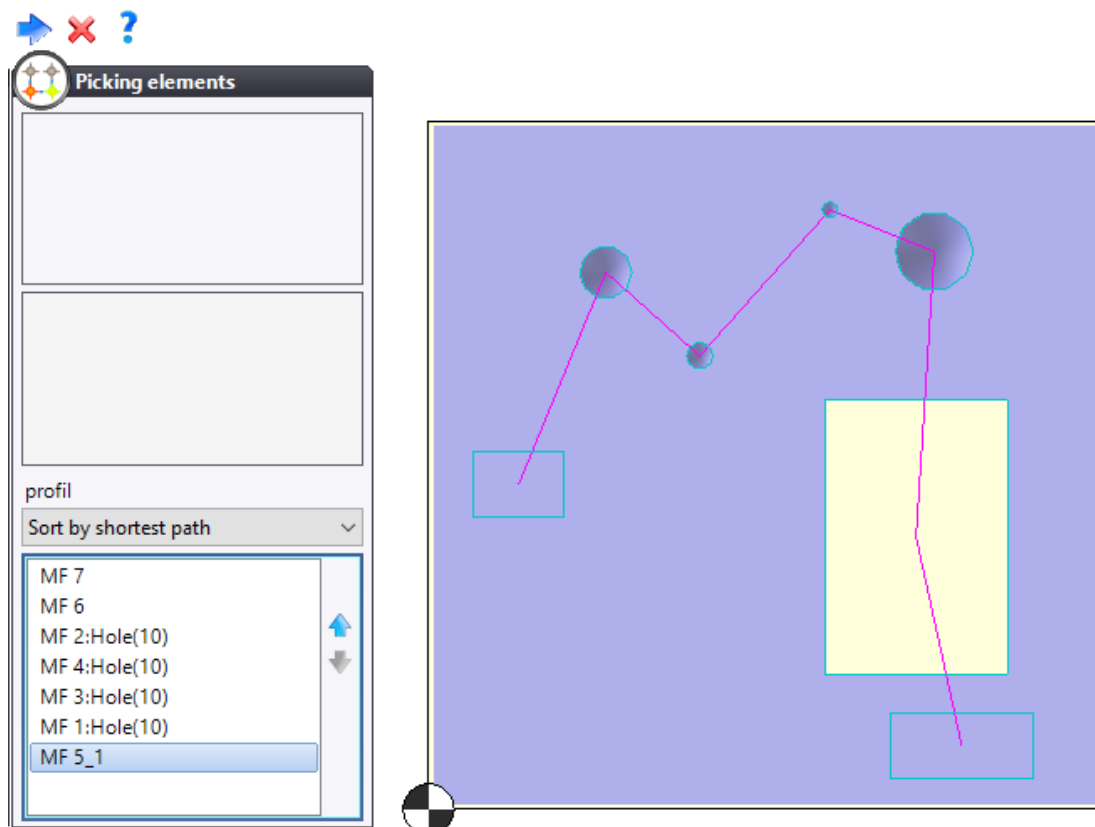 ?
Picking elements
profil
Sort by shortest path
MF 7
MF 6
MF 2:Hole(10)
MF 4:Hole(10)
MF 3:Hole(10)
MF 1:Hole(10)
MF 5_1